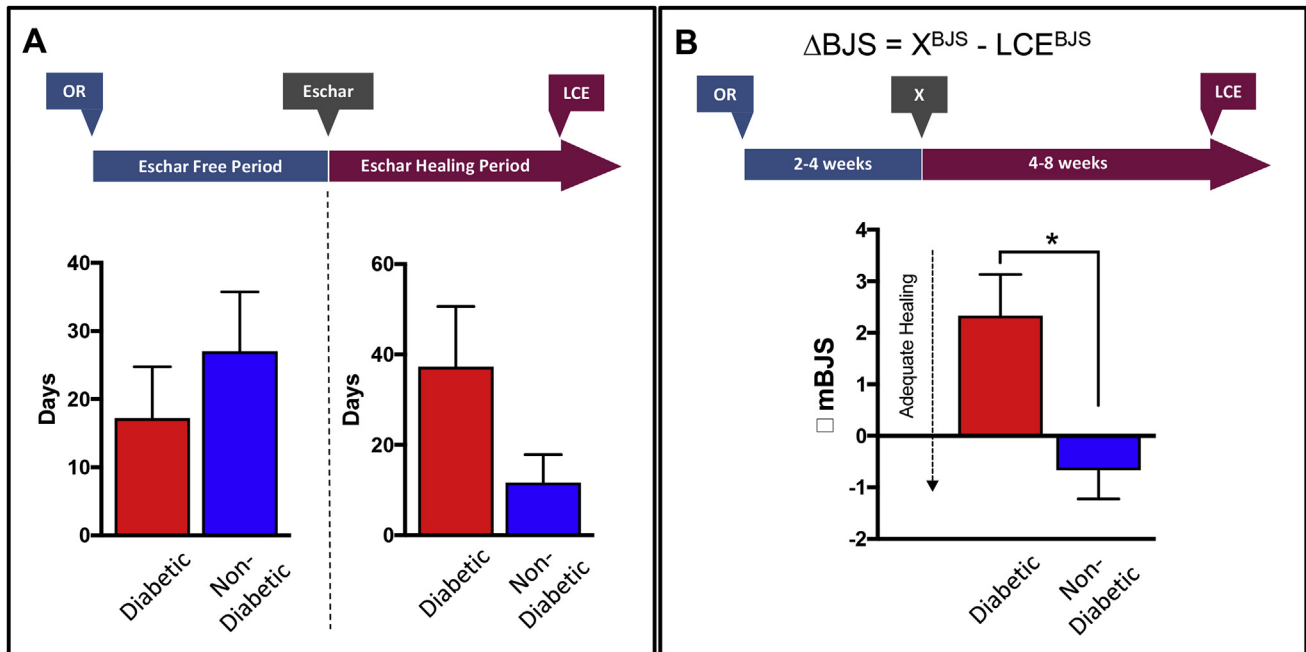 A
OR
Eschar
LCE
Eschar Free Period
Eschar Healing Period
Days
40
30
20
10
0
Diabetic
Non-
Diabetic
Days
60
40
20
0
Diabetic
Non-
Diabetic
B
ΔBJS = X^BJS - LCE^BJS
OR
X
LCE
2-4 weeks
4-8 weeks
□ mBJS
4
3
2
1
0
-1
-2
Adequate Healing
*
Diabetic
Non-
Diabetic